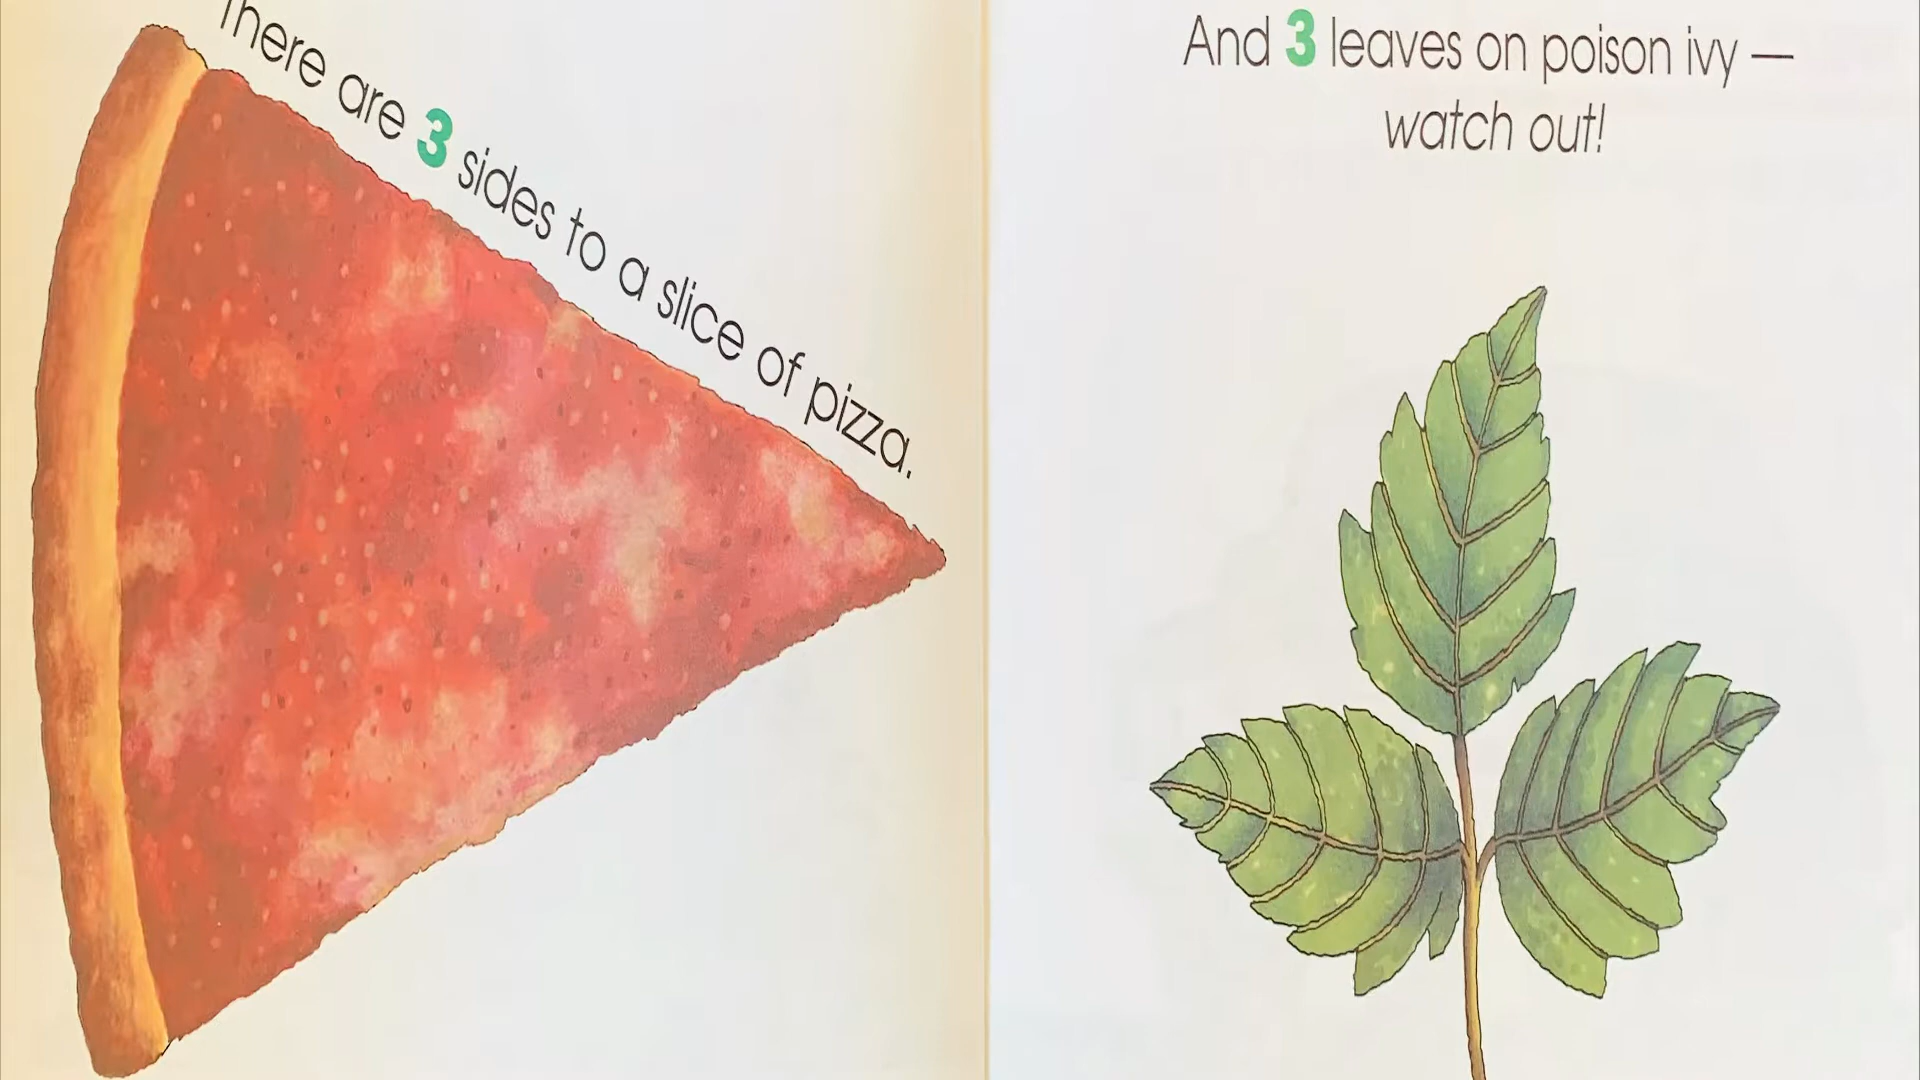 There are 3 sides to a slice of pizza.
And 3 leaves on poison ivy —
watch out!